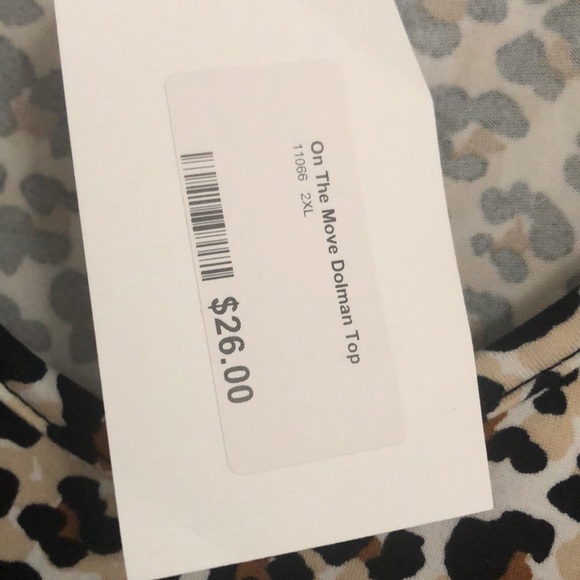 On The Move Dolman Top
11066 2XL
$26.00